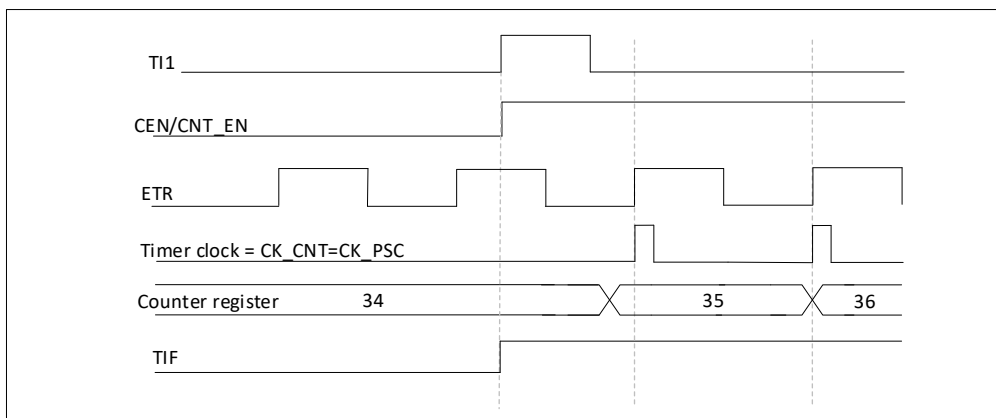 TI1
CEN/CNT_EN
ETR
Timer clock = CK_CNT=CK_PSC
Counter register 34 35 36
TIF